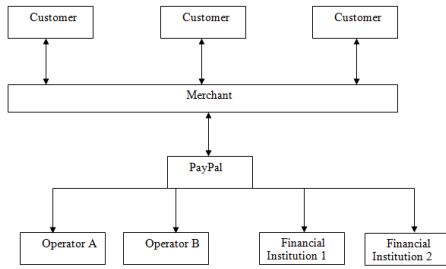 Customer
Customer
Customer
Merchant
PayPal
Operator A
Operator B
Financial
Institution 1
Financial
Institution 2